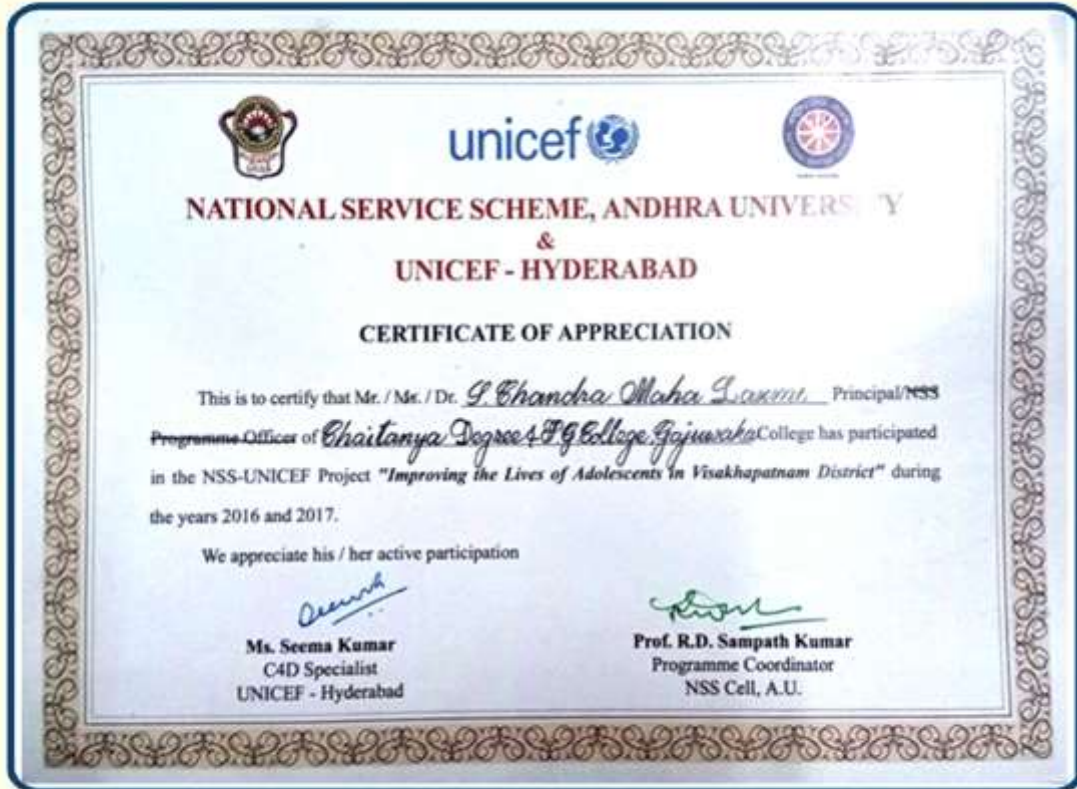 unicef
NATIONAL SERVICE SCHEME, ANDHRA UNIVERSITY
&
UNICEF - HYDERABAD
CERTIFICATE OF APPRECIATION
This is to certify that Mr. / Ms. / Dr. S. Chandra Maha Laxmi Principal/NSS
Programme Officer of Chaitanya Degree & P G College Gajuwaka College has participated
in the NSS-UNICEF Project "Improving the Lives of Adolescents in Visakhapatnam District" during
the years 2016 and 2017.
We appreciate his / her active participation
Ms. Seema Kumar
C4D Specialist
UNICEF - Hyderabad
Prof. R.D. Sampath Kumar
Programme Coordinator
NSS Cell, A.U.